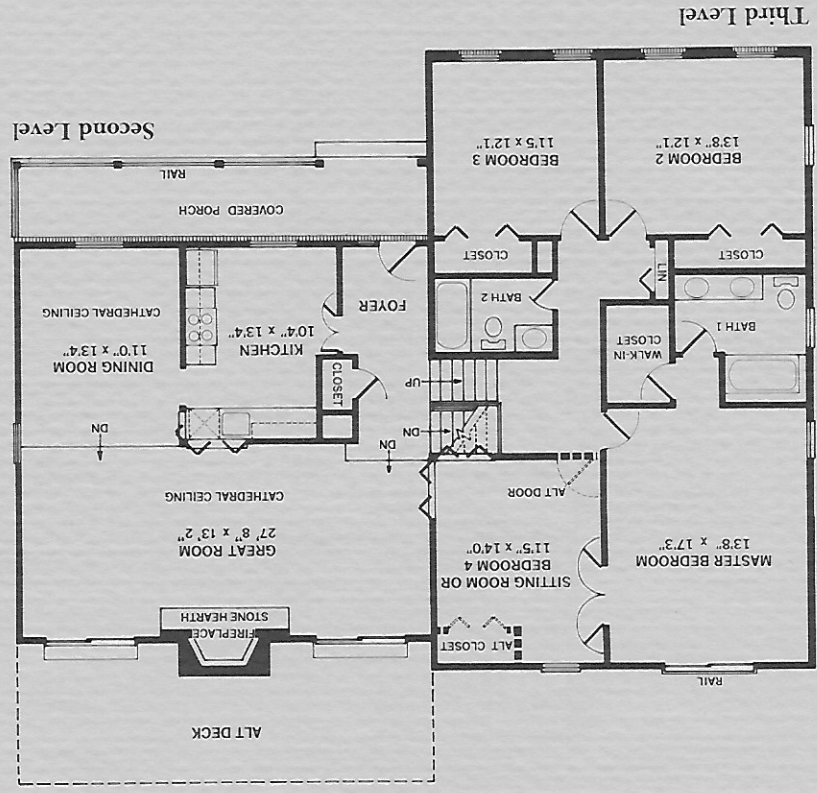 ALT DECK
RAIL
ALT CLOSET
FIREPLACE
STONE HEARTH
MASTER BEDROOM
13'8" x 17'3"
SITTING ROOM OR
BEDROOM 4
11'5" x 14'0"
ALT DOOR
GREAT ROOM
27' 8" x 13' 2"
CATHEDRAL CEILING
DN
DN
DN
UP
CLOSET
WALK-IN
CLOSET
BATH 1
LIN
BATH 2
FOYER
KITCHEN
10'4" x 13'4"
DINING ROOM
11'0" x 13'4"
CATHEDRAL CEILING
CLOSET
CLOSET
BEDROOM 2
13'8" x 12'1"
BEDROOM 3
11'5 x 12'1"
COVERED PORCH
RAIL
Second Level
Third Level